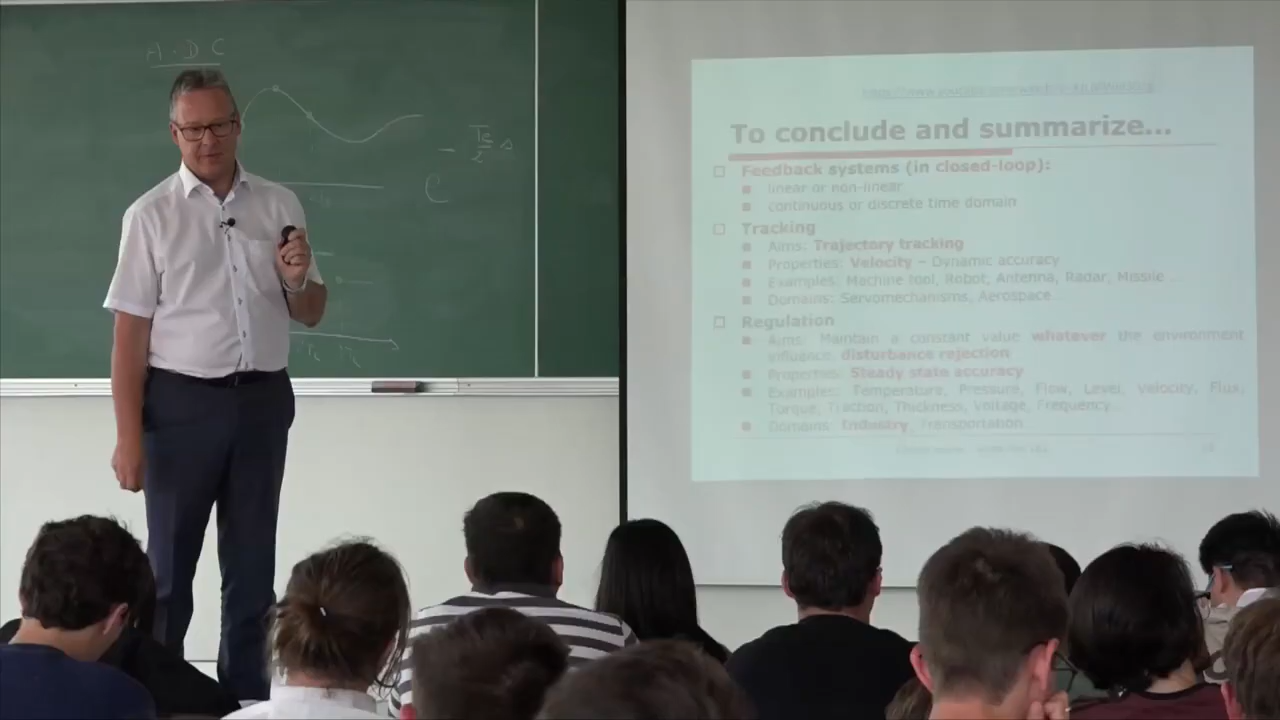 A.D.C
- Te/2 s
C
To conclude and summarize...
Feedback systems (in closed-loop):
linear or non-linear
continuous or discrete time domain
Tracking
Aims: Trajectory tracking
Properties: Velocity – Dynamic accuracy
Examples: Machine tool, Robot, Antenna, Radar, Missile...
Domains: Servomechanisms, Aerospace...
Regulation
Aims: Maintain a constant value whatever the environment
influence, disturbance rejection
Properties: Steady state accuracy
Examples: Temperature, Pressure, Flow, Level, Velocity, Flux,
Torque, Traction, Thickness, Voltage, Frequency...
Domains: Industry, Transportation